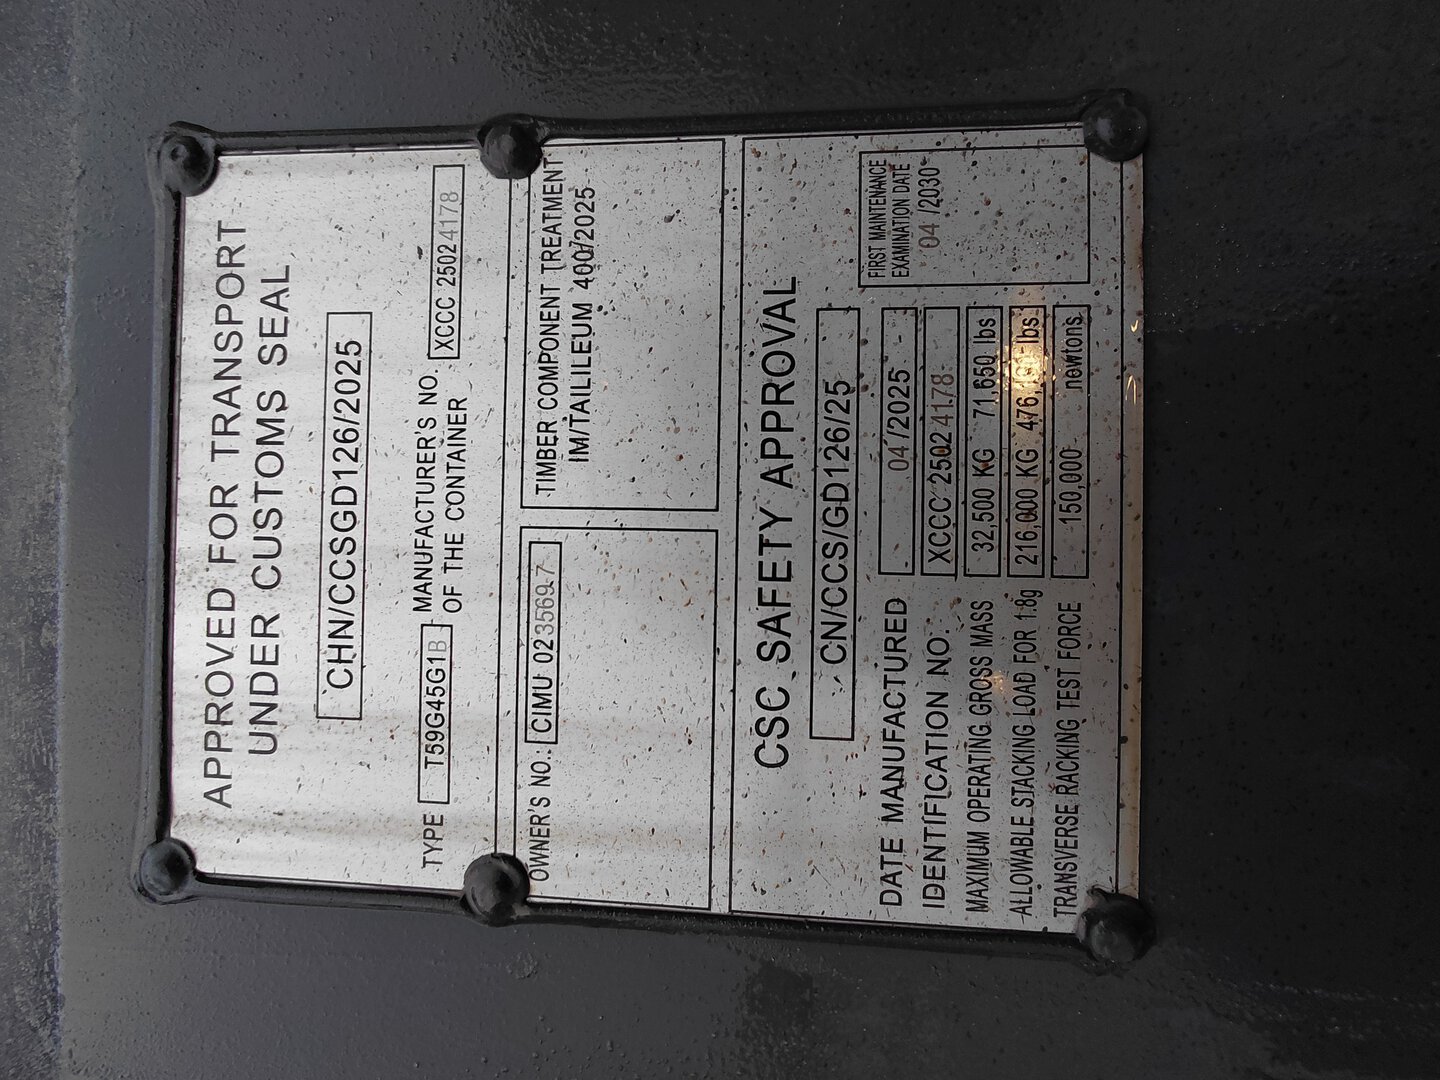 APPROVED FOR TRANSPORT
UNDER CUSTOMS SEAL
CHN/CCSGD126/2025
TYPE T59G45G1B MANUFACTURER'S NO. OF THE CONTAINER XCCC 25024178
OWNER'S NO.: CIMU 023569-7
TIMBER COMPONENT TREATMENT
IM/TAILILEUM 400/2025
CSC SAFETY APPROVAL
CN/CCS/GD126/25
DATE MANUFACTURED 04/2025
IDENTIFICATION NO. XCCC 25024178
MAXIMUM OPERATING GROSS MASS 32,500 KG 71,650 lbs
ALLOWABLE STACKING LOAD FOR 1.8g 216,000 KG lbs
TRANSVERSE RACKING TEST FORCE 150,000 newtons
FIRST MAINTENANCE
EXAMINATION DATE
04 /2030